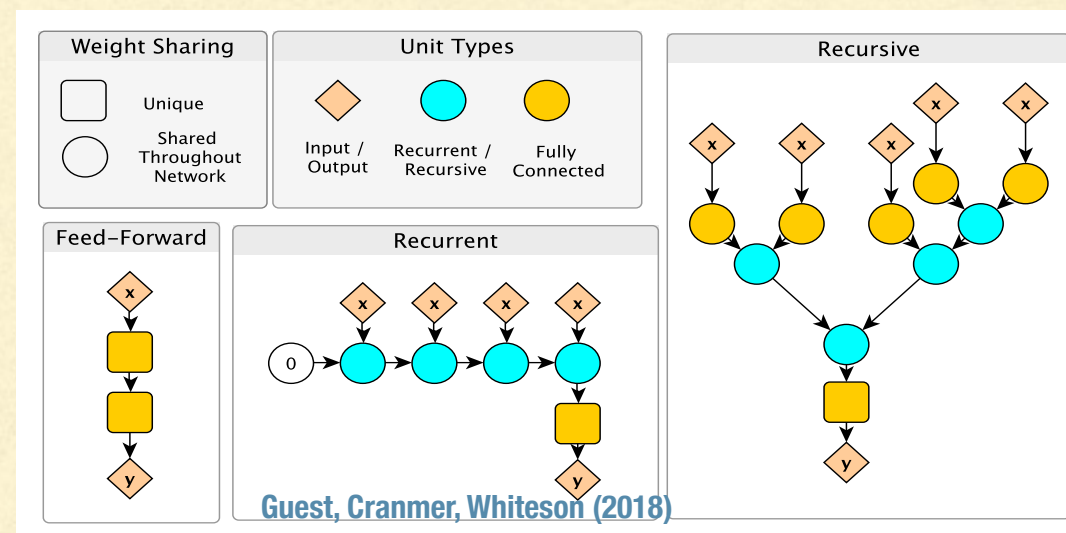 Weight Sharing
Unique
Shared
Throughout
Network
Unit Types
Input /
Output
Recurrent /
Recursive
Fully
Connected
Feed-Forward
x
y
Recurrent
x x x x
0
y
Recursive
x x
x x x
y
Guest, Cranmer, Whiteson (2018)